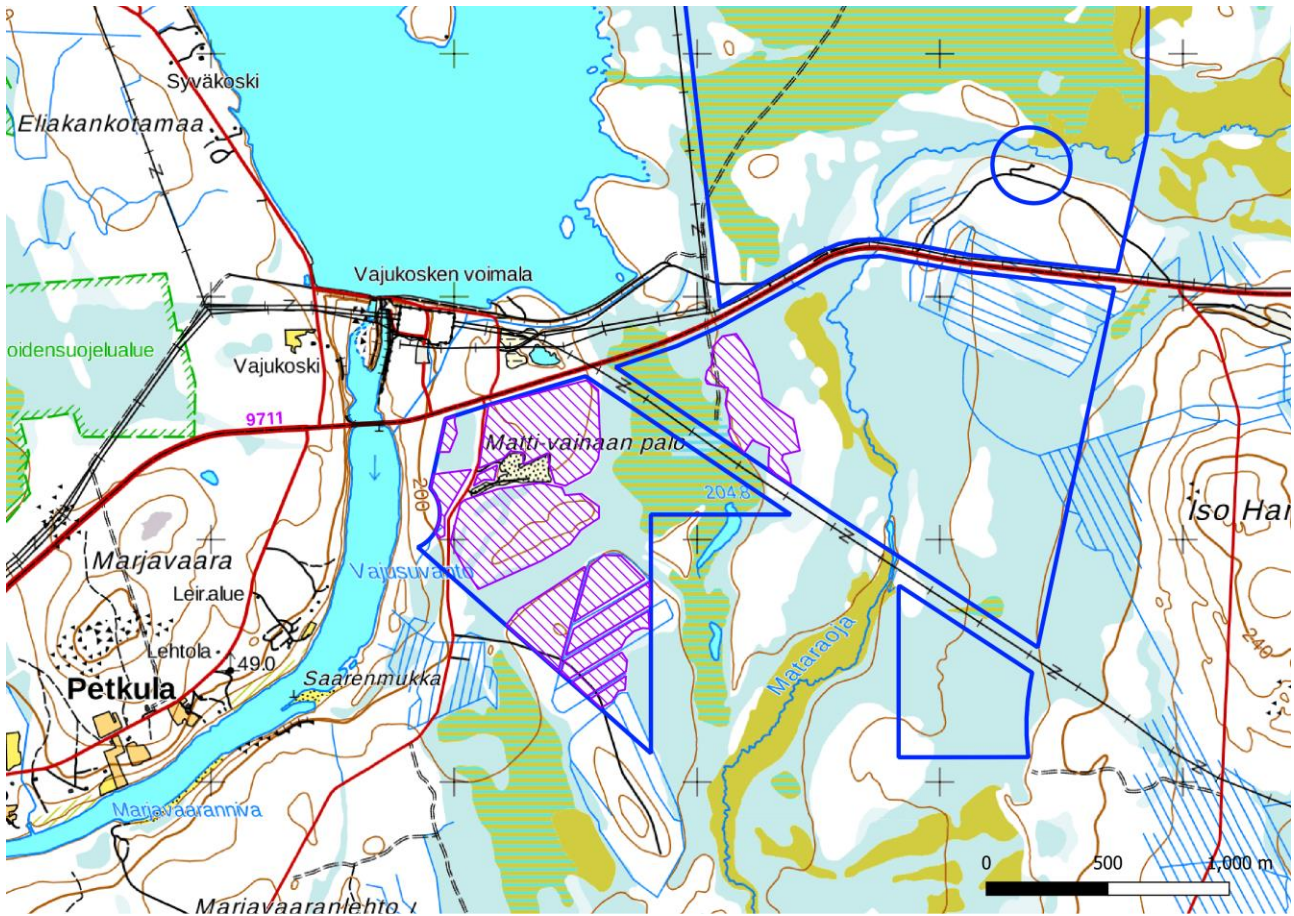 Syväkoski
Eliakankotamaa
Vajukosken voimala
oidensuojelualue
Vajukoski
9711
Matti-vainaan palo
200
204.8
Iso Har
Marjavaara
Vajusuvanto
Leir.alue
Lehtola
49.0
Saarenmukka
Mataraoja
240
Petkula
Marjavaaranniva
0 500 1,000 m
Marjavaaranlehto